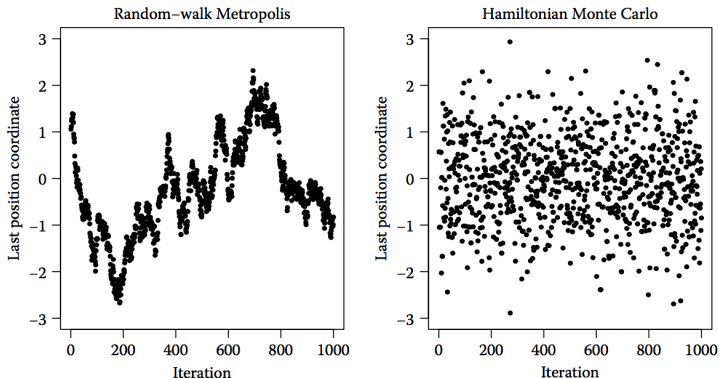 Random-walk Metropolis
Last position coordinate
3
2
1
0
−1
−2
−3
0 200 400 600 800 1000
Iteration
Hamiltonian Monte Carlo
Last position coordinate
3
2
1
0
−1
−2
−3
0 200 400 600 800 1000
Iteration